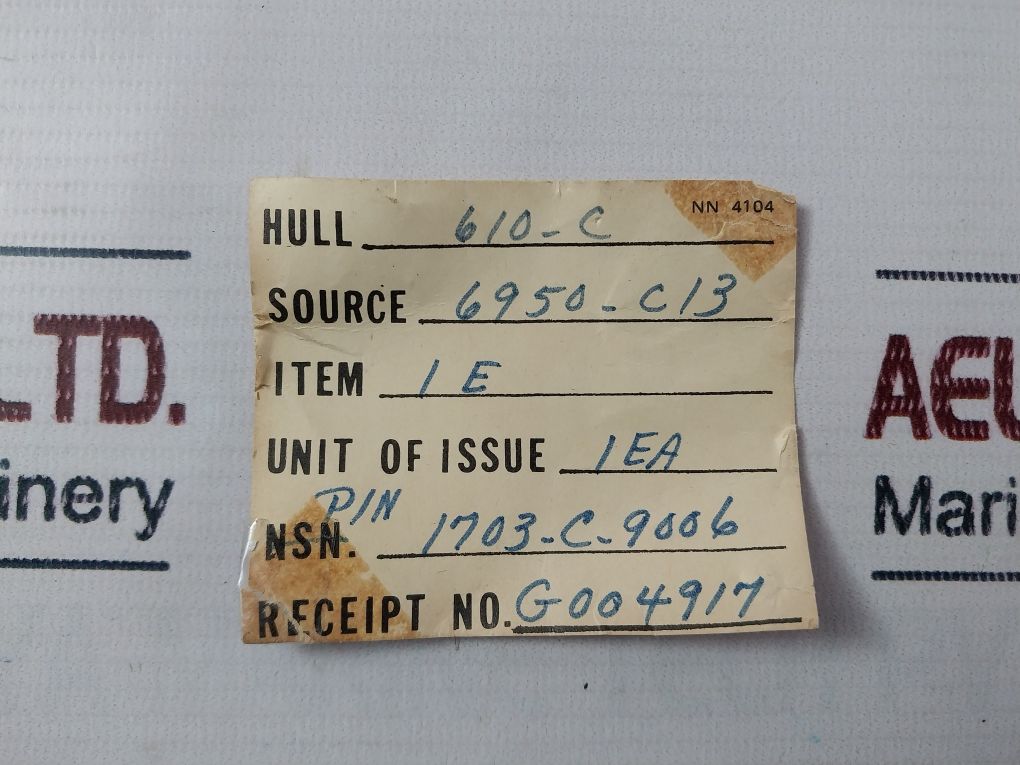 NN 4104
HULL 610-C
SOURCE 6950-C13
ITEM 1E
UNIT OF ISSUE 1EA
P/N
NSN. 1703-C-9006
RECEIPT NO. G004917
LTD.
inery
AEU
Mari